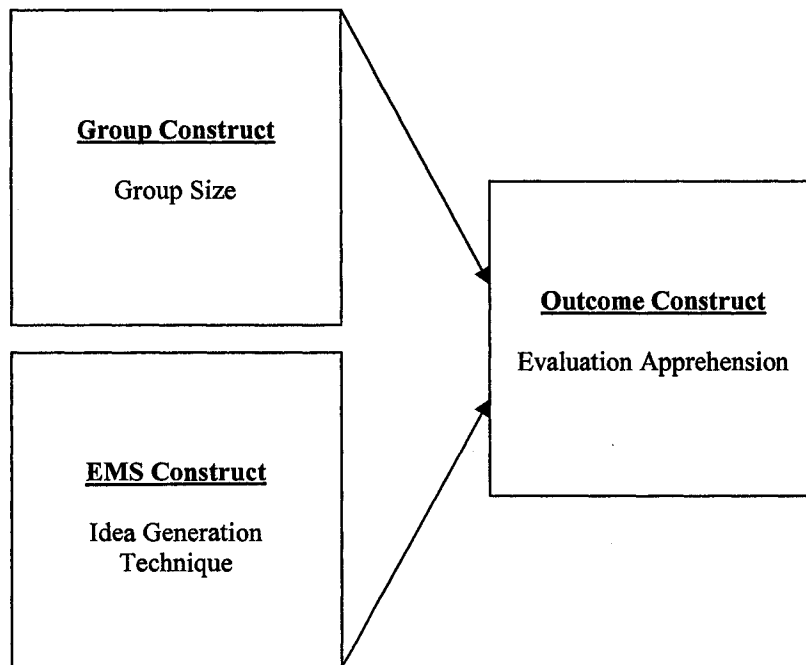 Group Construct
Group Size
Outcome Construct
Evaluation Apprehension
EMS Construct
Idea Generation
Technique